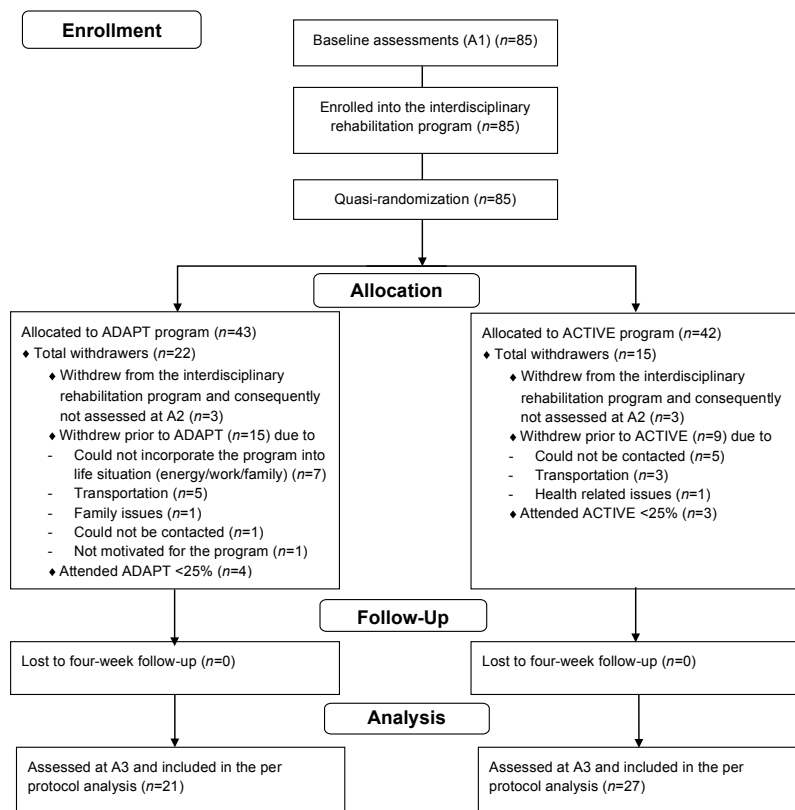 Enrollment
Baseline assessments (A1) (n=85)
Enrolled into the interdisciplinary
rehabilitation program (n=85)
Quasi-randomization (n=85)
Allocation
Allocated to ADAPT program (n=43)
♦ Total withdrawers (n=22)
♦ Withdrew from the interdisciplinary
rehabilitation program and consequently
not assessed at A2 (n=3)
♦ Withdrew prior to ADAPT (n=15) due to
- Could not incorporate the program into
life situation (energy/work/family) (n=7)
- Transportation (n=5)
- Family issues (n=1)
- Could not be contacted (n=1)
- Not motivated for the program (n=1)
♦ Attended ADAPT <25% (n=4)
Allocated to ACTIVE program (n=42)
♦ Total withdrawers (n=15)
♦ Withdrew from the interdisciplinary
rehabilitation program and consequently
not assessed at A2 (n=3)
♦ Withdrew prior to ACTIVE (n=9) due to
- Could not be contacted (n=5)
- Transportation (n=3)
- Health related issues (n=1)
♦ Attended ACTIVE <25% (n=3)
Follow-Up
Lost to four-week follow-up (n=0)
Lost to four-week follow-up (n=0)
Analysis
Assessed at A3 and included in the per
protocol analysis (n=21)
Assessed at A3 and included in the per
protocol analysis (n=27)